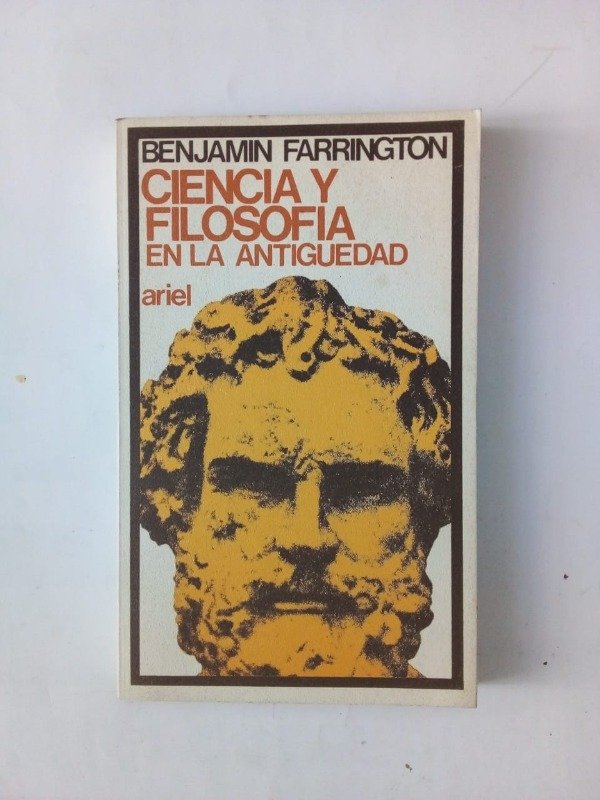 BENJAMIN FARRINGTON
CIENCIA Y
FILOSOFIA
EN LA ANTIGUEDAD
ariel